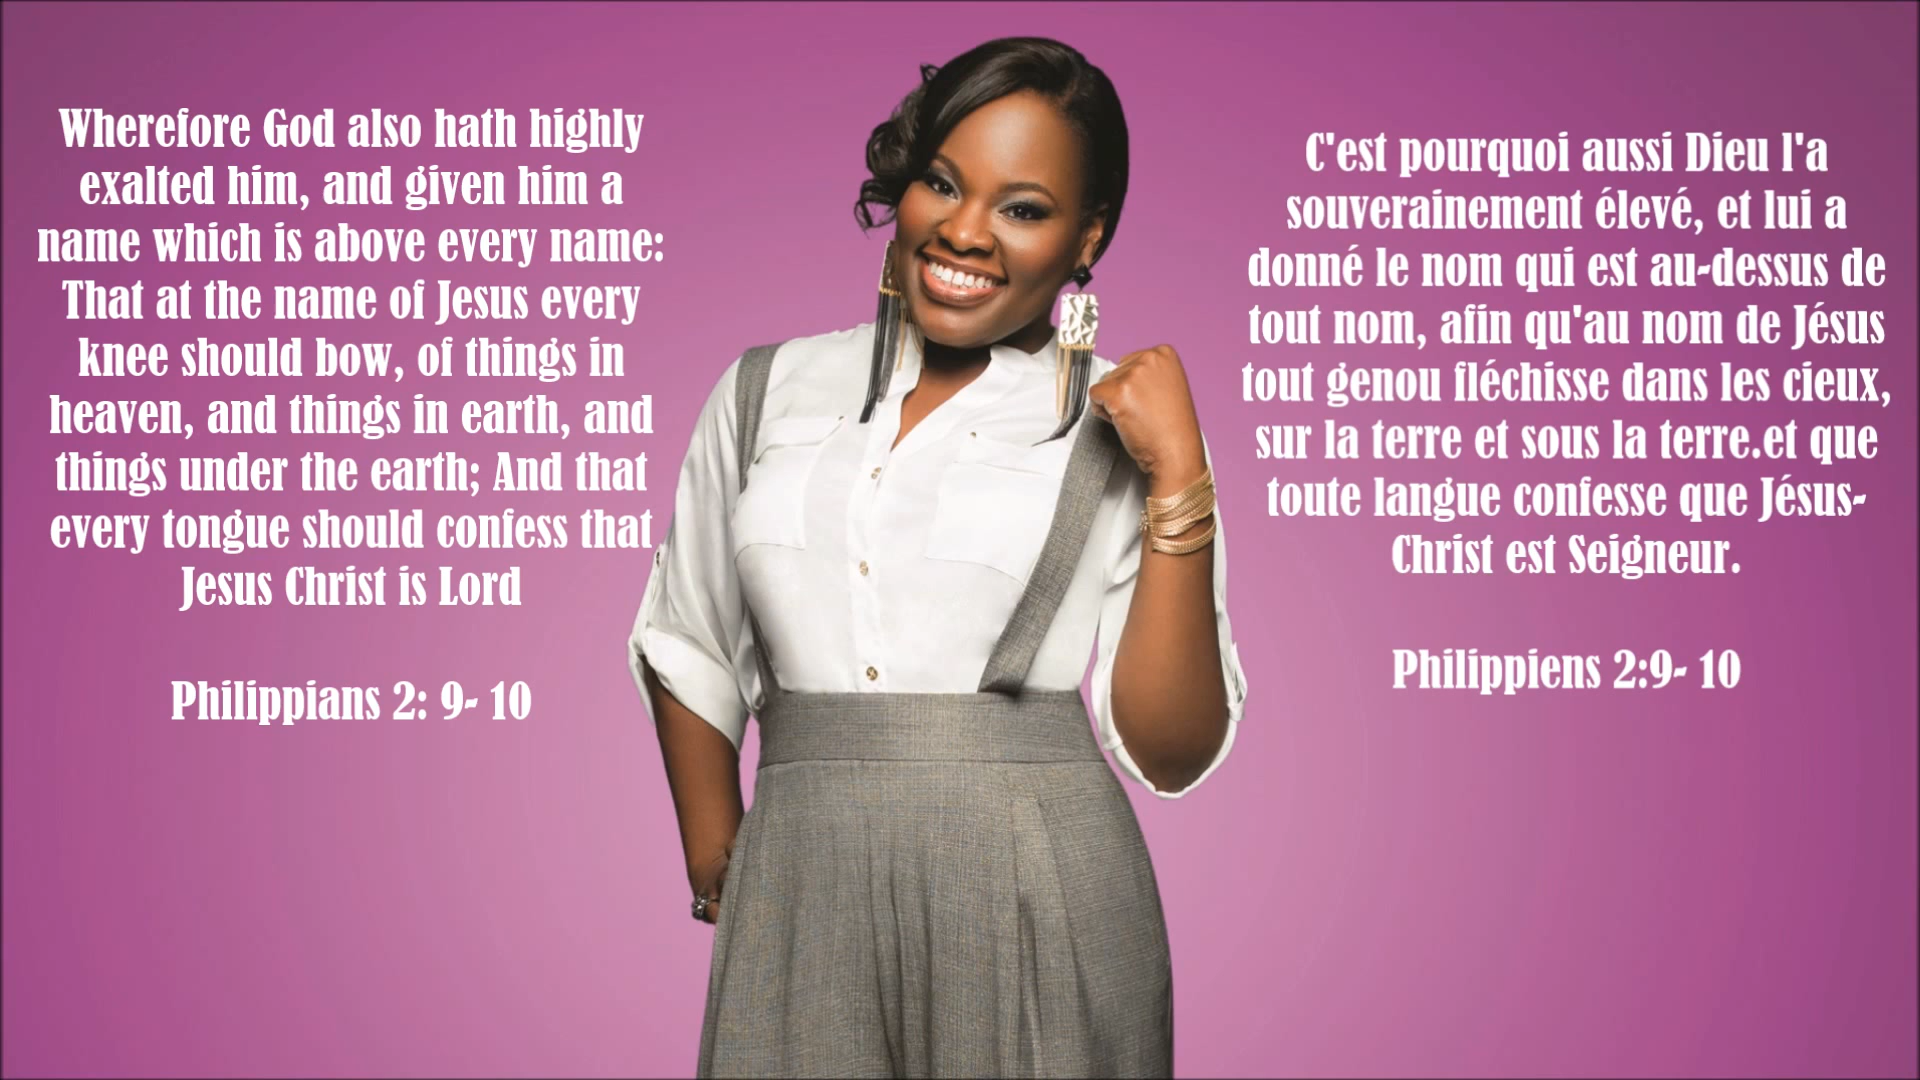 Wherefore God also hath highly
exalted him, and given him a
name which is above every name:
That at the name of Jesus every
knee should bow, of things in
heaven, and things in earth, and
things under the earth; And that
every tongue should confess that
Jesus Christ is Lord
Philippians 2: 9- 10
C'est pourquoi aussi Dieu l'a
souverainement élevé, et lui a
donné le nom qui est au-dessus de
tout nom, afin qu'au nom de Jésus
tout genou fléchisse dans les cieux,
sur la terre et sous la terre.et que
toute langue confesse que Jésus-
Christ est Seigneur.
Philippiens 2:9- 10